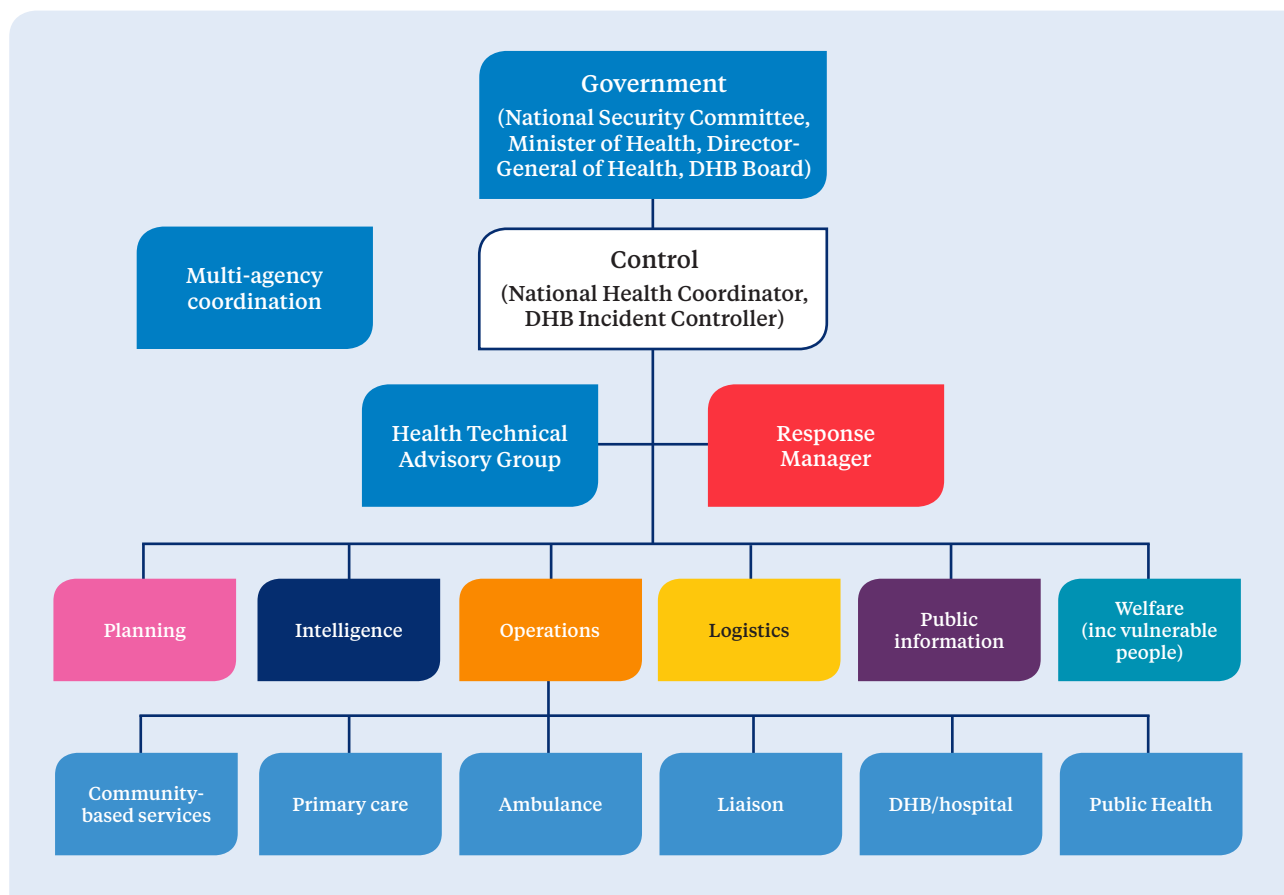 Government
(National Security Committee,
Minister of Health, Director-
General of Health, DHB Board)
Multi-agency
coordination
Control
(National Health Coordinator,
DHB Incident Controller)
Health Technical
Advisory Group
Response
Manager
Planning
Intelligence
Operations
Logistics
Public
information
Welfare
(inc vulnerable
people)
Community-
based services
Primary care
Ambulance
Liaison
DHB/hospital
Public Health